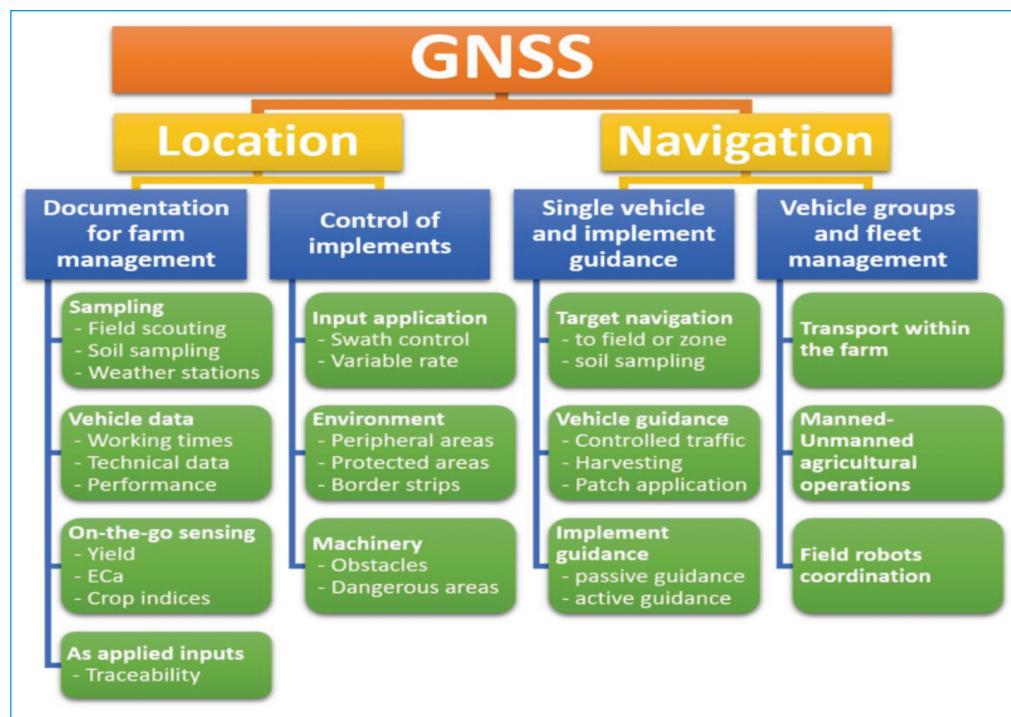 GNSS
Location
Navigation
Documentation
for farm
management
Control of
implements
Single vehicle
and implement
guidance
Vehicle groups
and fleet
management
Sampling
- Field scouting
- Soil sampling
- Weather stations
Vehicle data
- Working times
- Technical data
- Performance
On-the-go sensing
- Yield
- ECa
- Crop indices
As applied inputs
- Traceability
Input application
- Swath control
- Variable rate
Environment
- Peripheral areas
- Protected areas
- Border strips
Machinery
- Obstacles
- Dangerous areas
Target navigation
- to field or zone
- soil sampling
Vehicle guidance
- Controlled traffic
- Harvesting
- Patch application
Implement
guidance
- passive guidance
- active guidance
Transport within
the farm
Manned-
Unmanned
agricultural
operations
Field robots
coordination